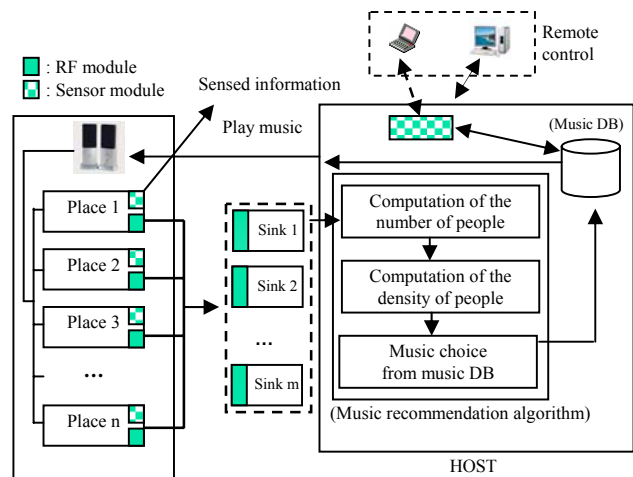 : RF module
: Sensor module
Sensed information
Play music
Remote
control
(Music DB)
Place 1
Place 2
Place 3
...
Place n
Sink 1
Sink 2
...
Sink m
Computation of the
number of people
Computation of the
density of people
Music choice
from music DB
(Music recommendation algorithm)
HOST